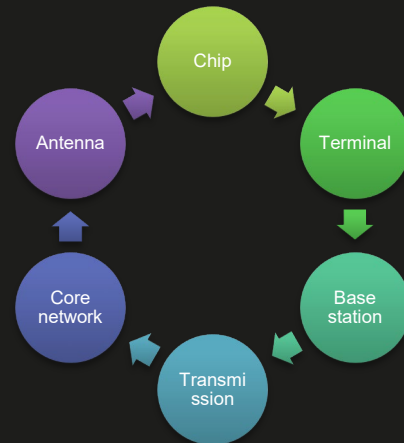 Chip
Terminal
Base
station
Transmi
ssion
Core
network
Antenna